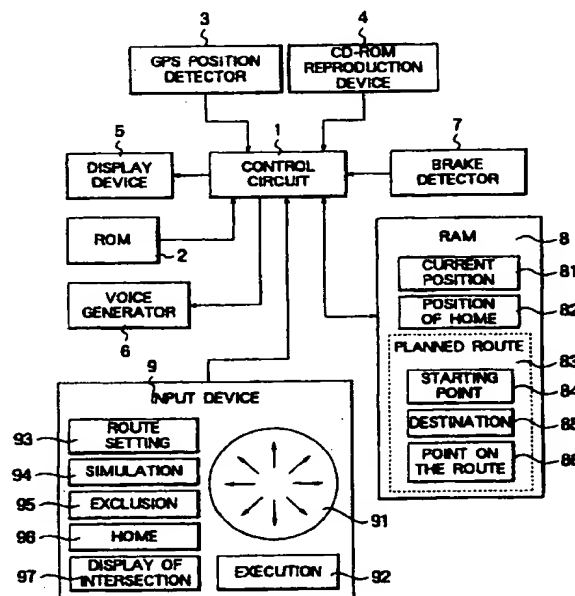 3
4
GPS POSITION
DETECTOR
CD-ROM
REPRODUCTION
DEVICE
5
1
7
DISPLAY
DEVICE
CONTROL
CIRCUIT
BRAKE
DETECTOR
ROM
2
RAM
8
CURRENT
POSITION
81
VOICE
GENERATOR
6
POSITION
OF HOME
82
PLANNED ROUTE
83
STARTING
POINT
84
DESTINATION
85
POINT ON
THE ROUTE
86
9
INPUT DEVICE
93
ROUTE
SETTING
94
SIMULATION
95
EXCLUSION
96
HOME
97
DISPLAY OF
INTERSECTION
91
EXECUTION
92